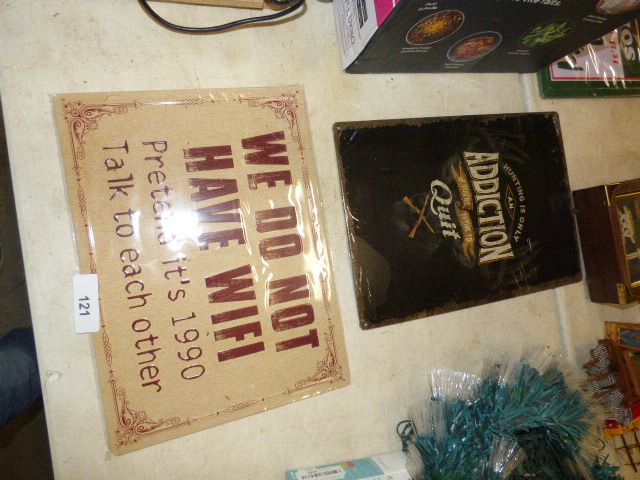 WE DO NOT
HAVE WIFI
Pretend it's 1990
Talk to each other
121
HUNTING IS ONLY
AN
ADDICTION
Quit